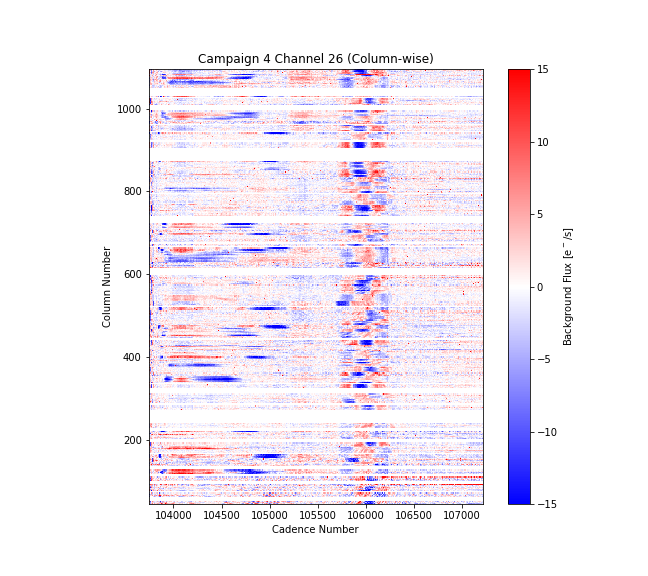 Campaign 4 Channel 26 (Column-wise)
1000
800
600
400
200
Column Number
104000 104500 105000 105500 106000 106500 107000
Cadence Number
15
10
5
0
−5
−10
−15
Background Flux [e⁻/s]